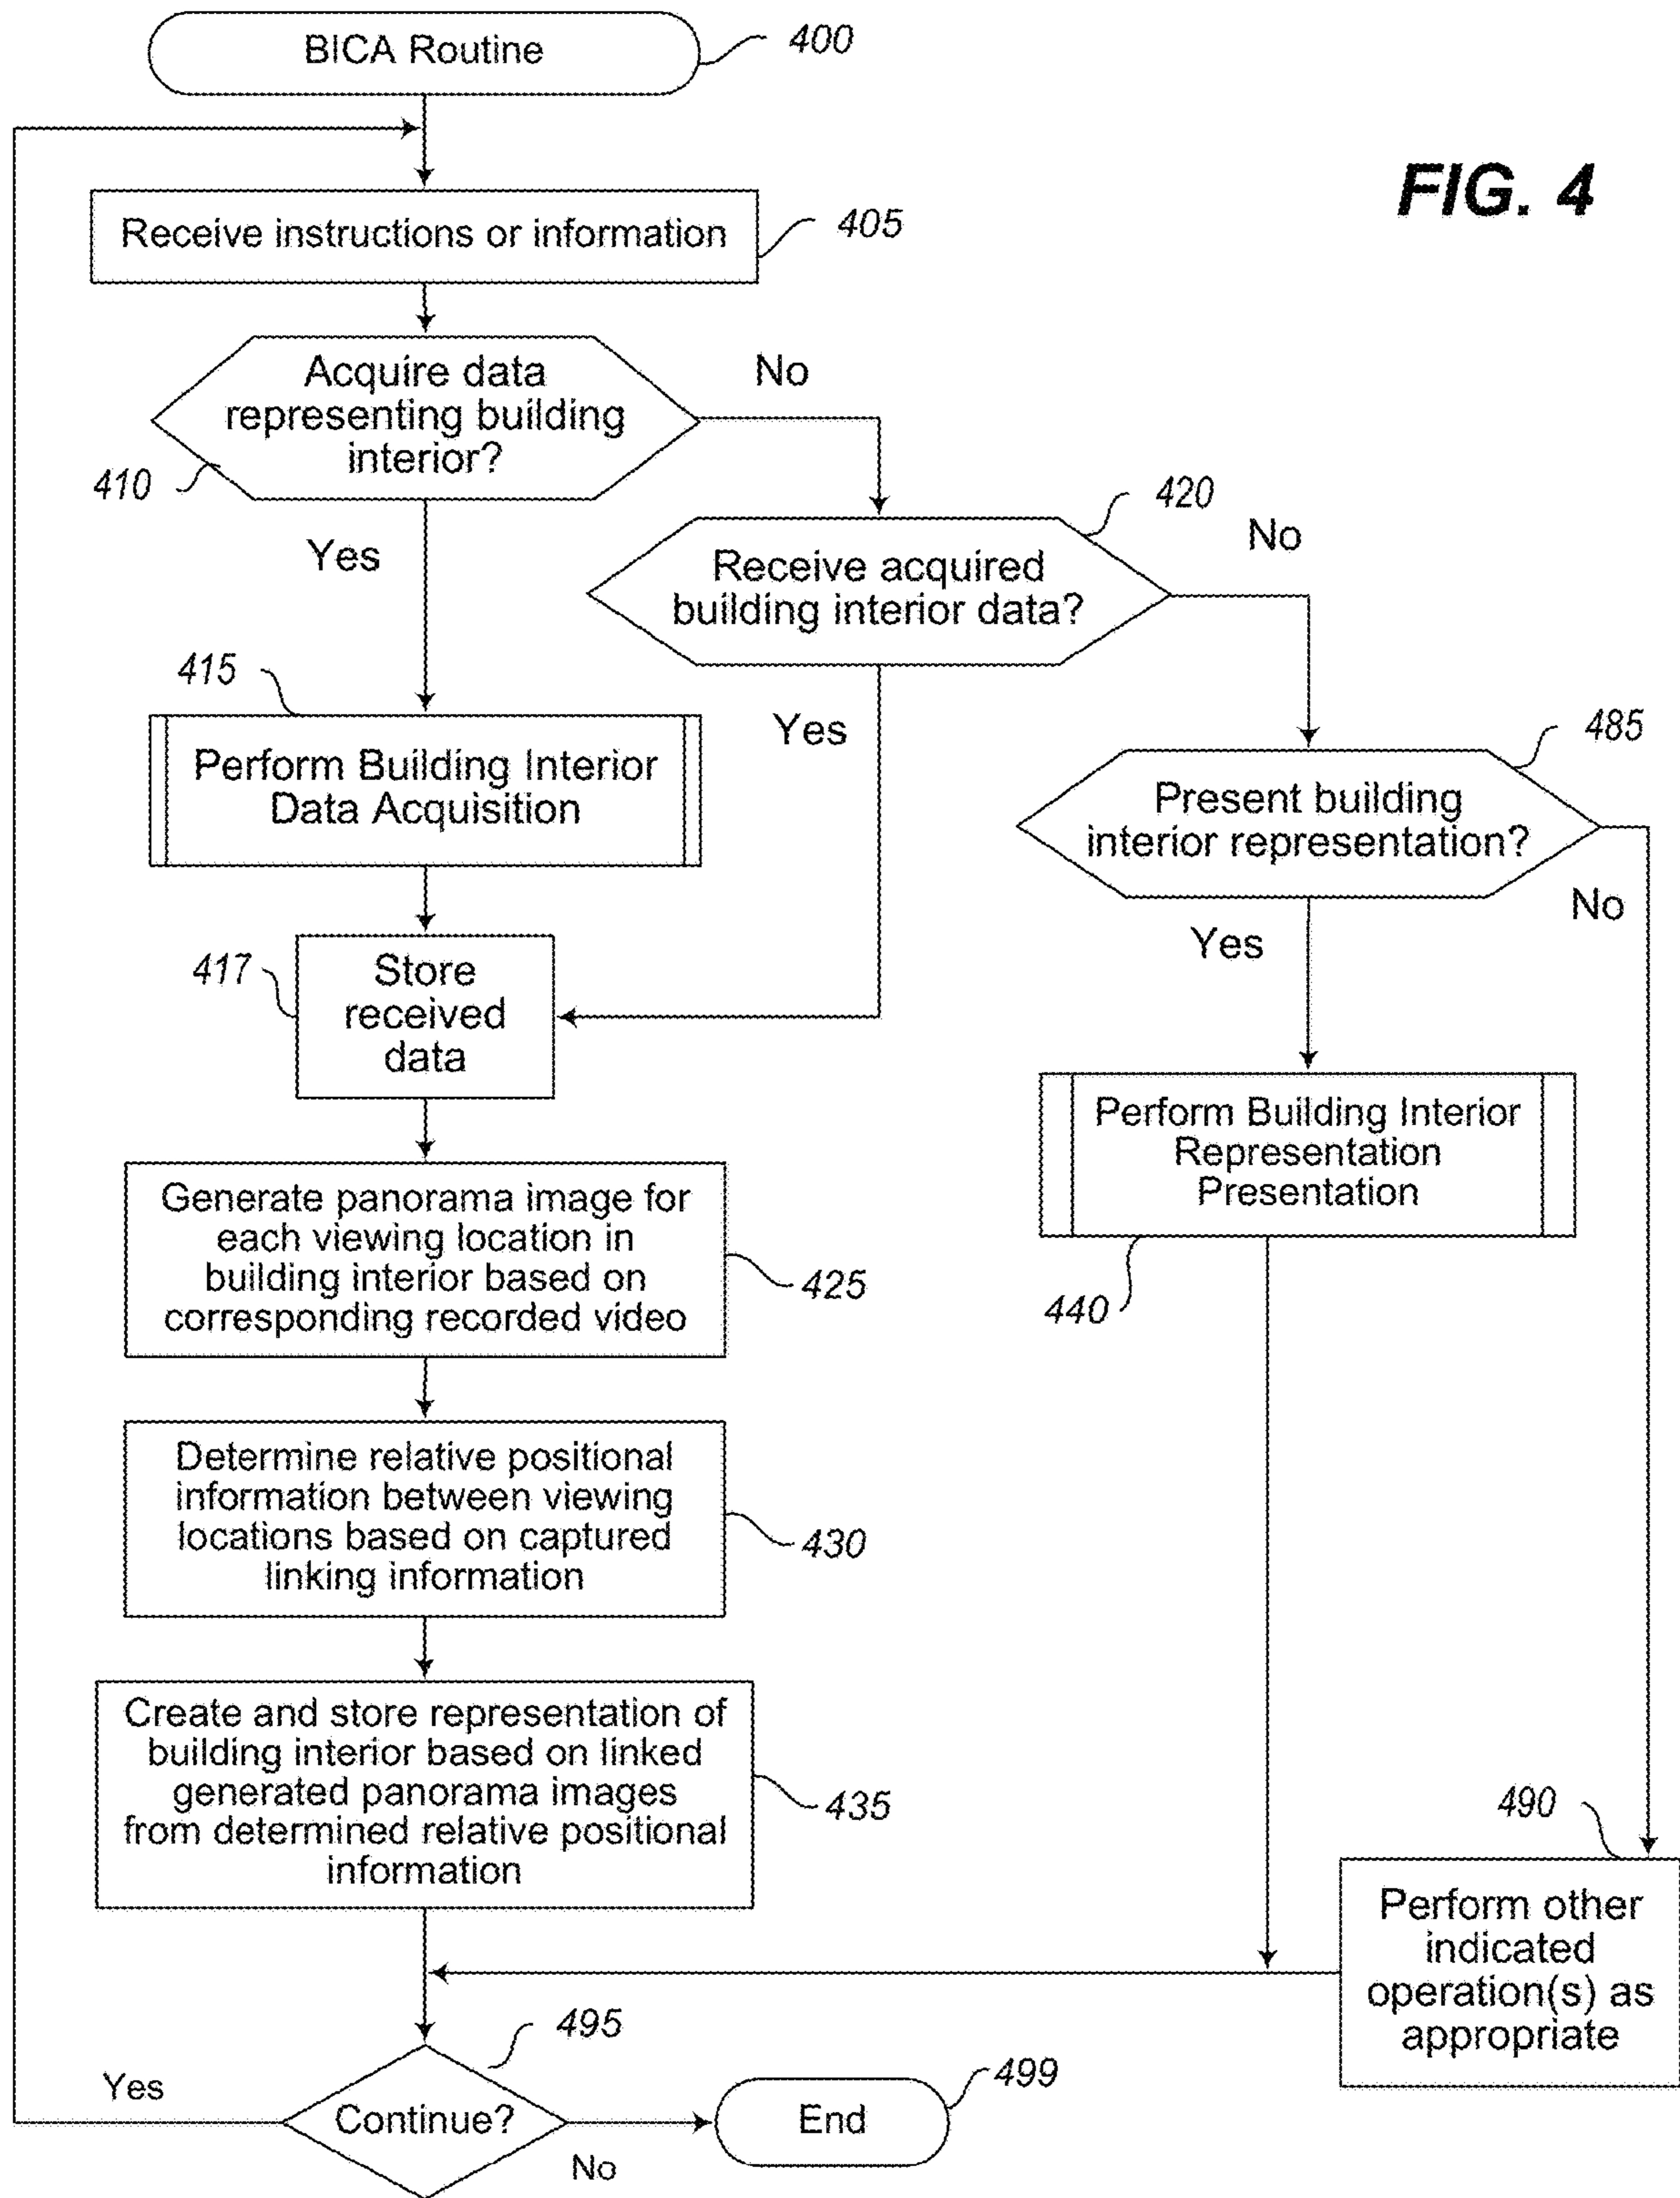 BICA Routine
400
FIG. 4
Receive instructions or information
405
Acquire data
representing building
interior?
410
No
Yes
420
Receive acquired
building interior data?
No
Yes
415
Perform Building Interior
Data Acquisition
485
Present building
interior representation?
No
Yes
417
Store
received
data
Perform Building Interior
Representation
Presentation
440
Generate panorama image for
each viewing location in
building interior based on
corresponding recorded video
425
Determine relative positional
information between viewing
locations based on captured
linking information
430
Create and store representation of
building interior based on linked
generated panorama images
from determined relative positional
information
435
490
Perform other
indicated
operation(s) as
appropriate
495
Continue?
Yes
No
End
499